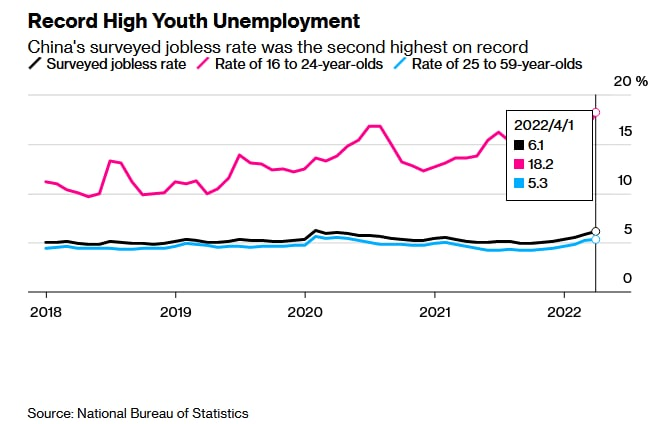 Record High Youth Unemployment
China's surveyed jobless rate was the second highest on record
Surveyed jobless rate Rate of 16 to 24-year-olds Rate of 25 to 59-year-olds
20 %
2022/4/1
6.1
18.2
5.3
15
10
5
0
2018 2019 2020 2021 2022
Source: National Bureau of Statistics